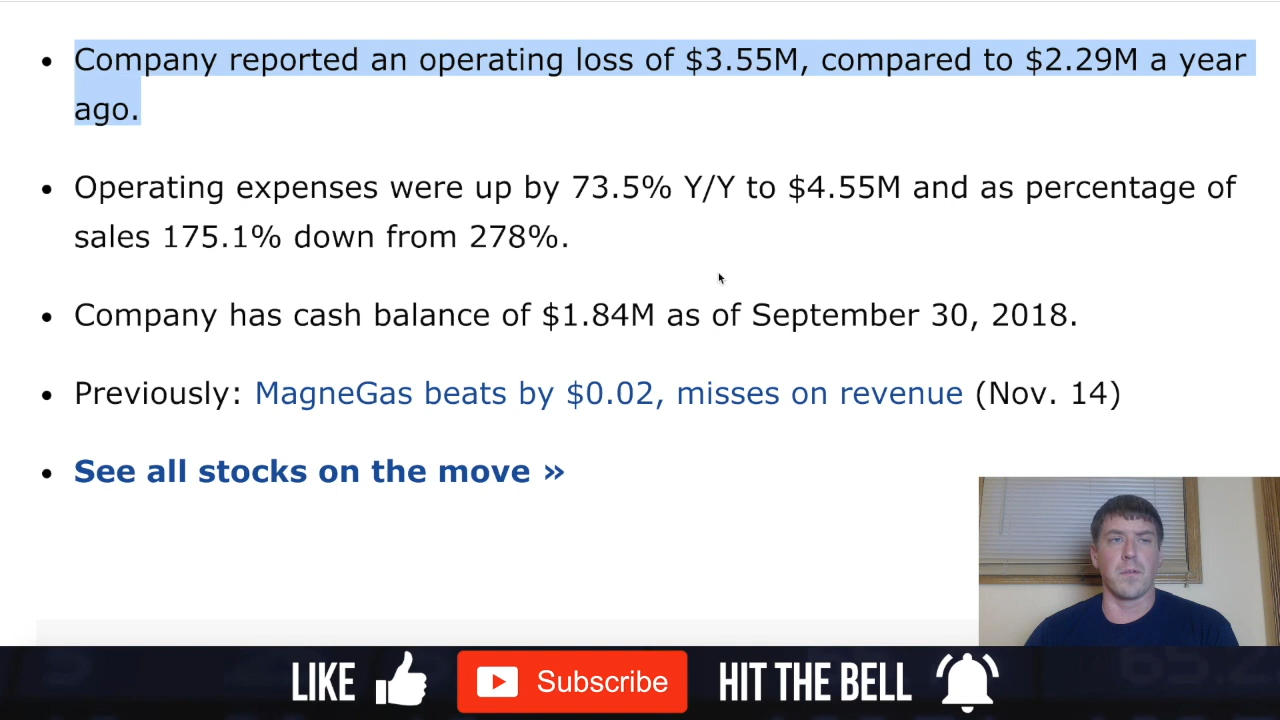 Company reported an operating loss of $3.55M, compared to $2.29M a year
ago.
Operating expenses were up by 73.5% Y/Y to $4.55M and as percentage of
sales 175.1% down from 278%.
Company has cash balance of $1.84M as of September 30, 2018.
Previously: MagneGas beats by $0.02, misses on revenue (Nov. 14)
See all stocks on the move »
LIKE Subscribe HIT THE BELL